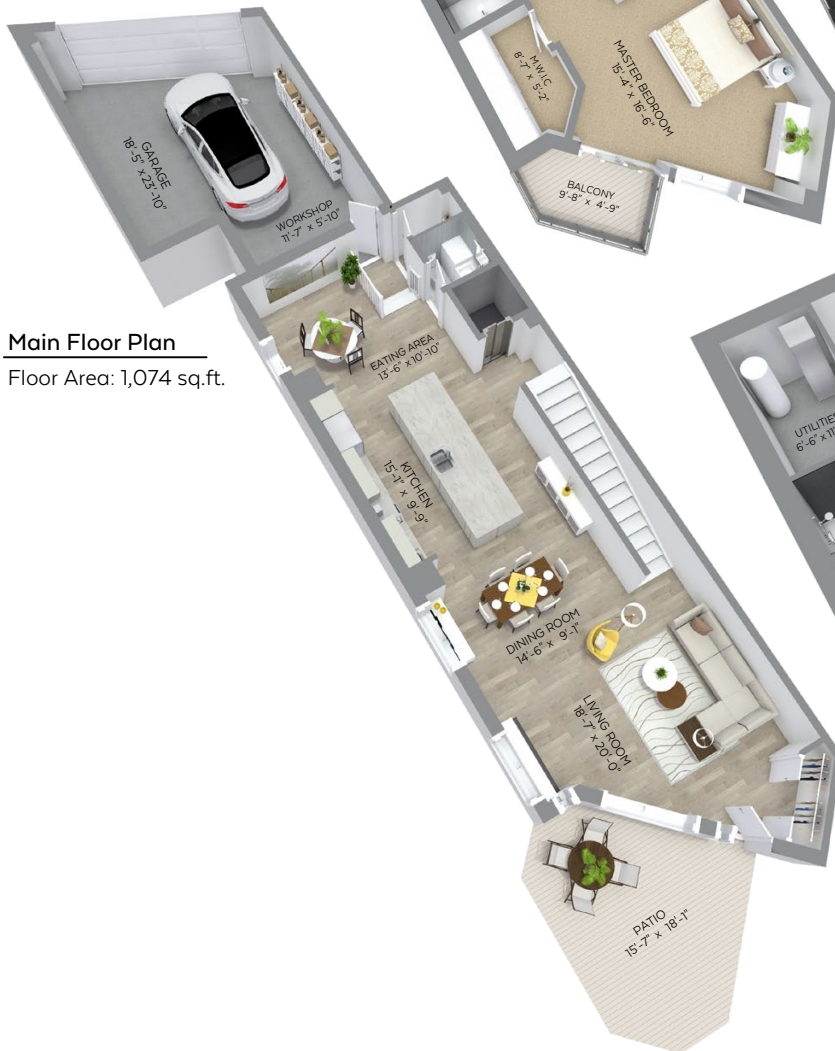 M.W.I.C
8'-7" x 5'-2"
MASTER BEDROOM
15'-4" x 16'-6"
BALCONY
9'-8" x 4'-9"
GARAGE
18'-5" x 23'-10"
WORKSHOP
11'-7" x 5'-10"
Main Floor Plan
Floor Area: 1,074 sq.ft.
EATING AREA
13'-6" x 10'-10"
UTILITIES
6'-6" x
KITCHEN
15'-1" x 9'-9"
DINING ROOM
14'-6" x 9'-1"
LIVING ROOM
18'-7" x 20'-0"
PATIO
15'-7" x 18'-1"